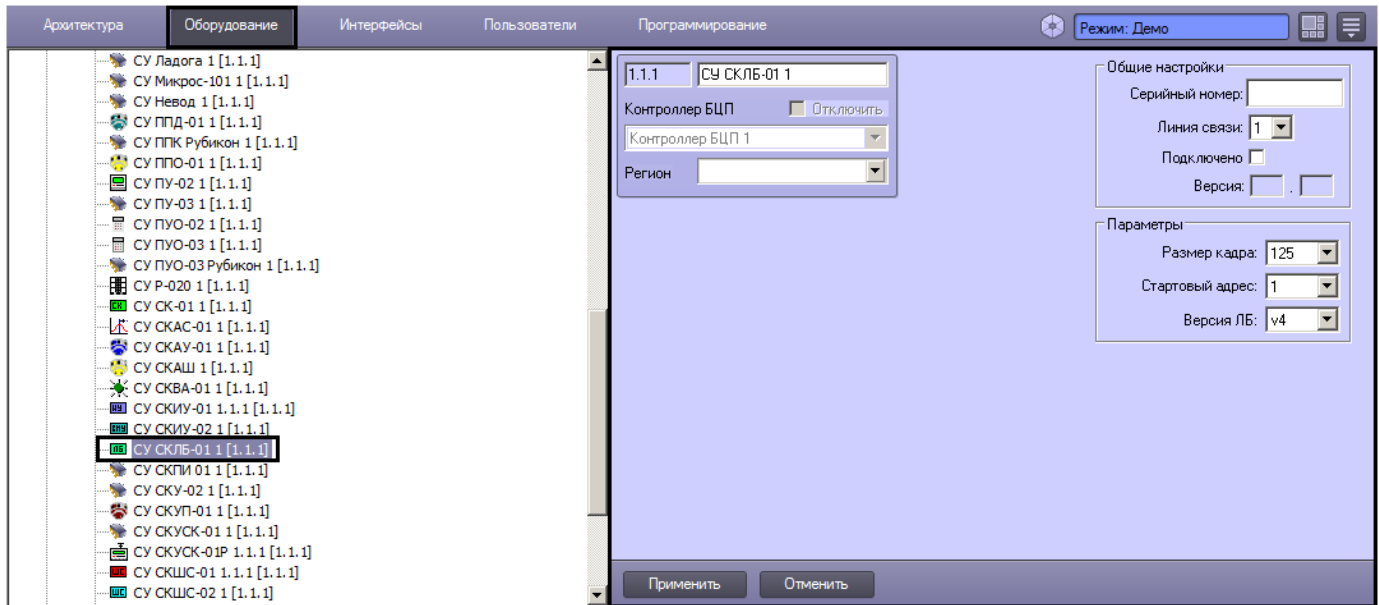 Архитектура Оборудование Интерфейсы Пользователи Программирование Режим: Демо
СУ Ладога 1 [1.1.1]
СУ Микрос-101 1 [1.1.1]
СУ Невод 1 [1.1.1]
СУ ППД-01 1 [1.1.1]
СУ ППК Рубикон 1 [1.1.1]
СУ ППО-01 1 [1.1.1]
СУ ПУ-02 1 [1.1.1]
СУ ПУ-03 1 [1.1.1]
СУ ПУО-02 1 [1.1.1]
СУ ПУО-03 1 [1.1.1]
СУ ПУО-03 Рубикон 1 [1.1.1]
СУ Р-020 1 [1.1.1]
СК СУ СК-01 1 [1.1.1]
СУ СКАС-01 1 [1.1.1]
СУ СКАУ-01 1 [1.1.1]
СУ СКАШ 1 [1.1.1]
СУ СКВА-01 1 [1.1.1]
ИУ СУ СКИУ-01 1.1.1 [1.1.1]
СУ СКИУ-02 1 [1.1.1]
ЛБ СУ СКЛБ-01 1 [1.1.1]
СУ СКПИ 01 1 [1.1.1]
СУ СКУ-02 1 [1.1.1]
СУ СКУП-01 1 [1.1.1]
СУ СКУСК-01 1 [1.1.1]
СУ СКУСК-01Р 1.1.1 [1.1.1]
ШС СУ СКШС-01 1.1.1 [1.1.1]
ШС СУ СКШС-02 1 [1.1.1]
1.1.1 СУ СКЛБ-01 1
Контроллер БЦП Отключить
Контроллер БЦП 1
Регион
Общие настройки
Серийный номер:
Линия связи: 1
Подключено
Версия: .
Параметры
Размер кадра: 125
Стартовый адрес: 1
Версия ЛБ: v4
Применить Отменить